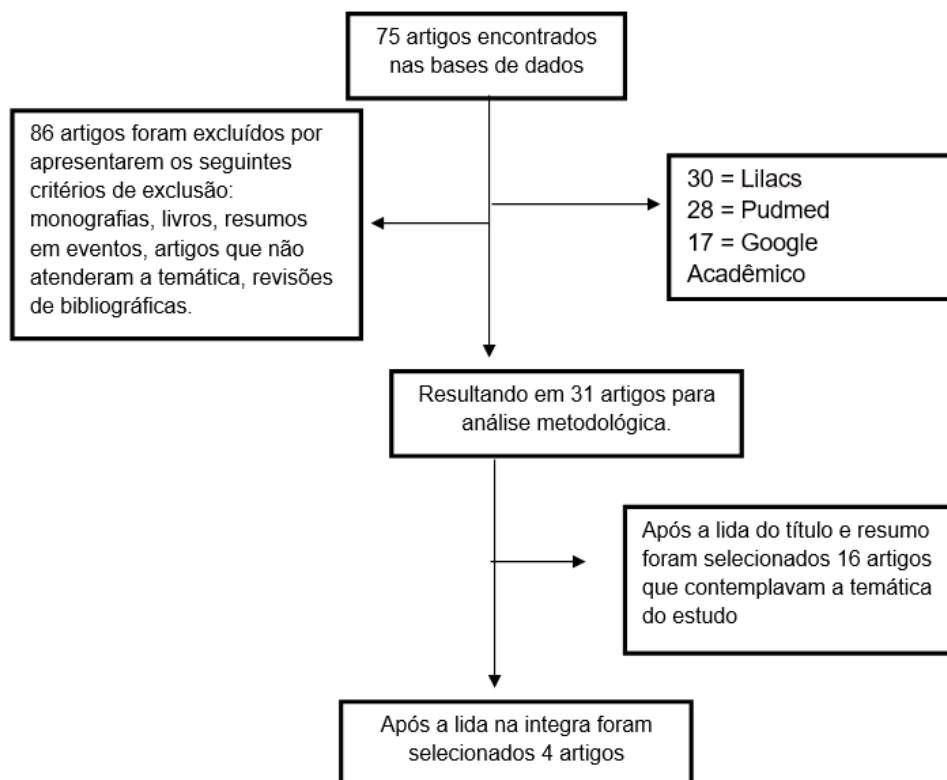 75 artigos encontrados
nas bases de dados
86 artigos foram excluídos por
apresentarem os seguintes
critérios de exclusão:
monografias, livros, resumos
em eventos, artigos que não
atenderam a temática, revisões
de bibliográficas.
30 = Lilacs
28 = Pudmed
17 = Google
Acadêmico
Resultando em 31 artigos para
análise metodológica.
Após a lida do título e resumo
foram selecionados 16 artigos
que contemplavam a temática
do estudo
Após a lida na integra foram
selecionados 4 artigos